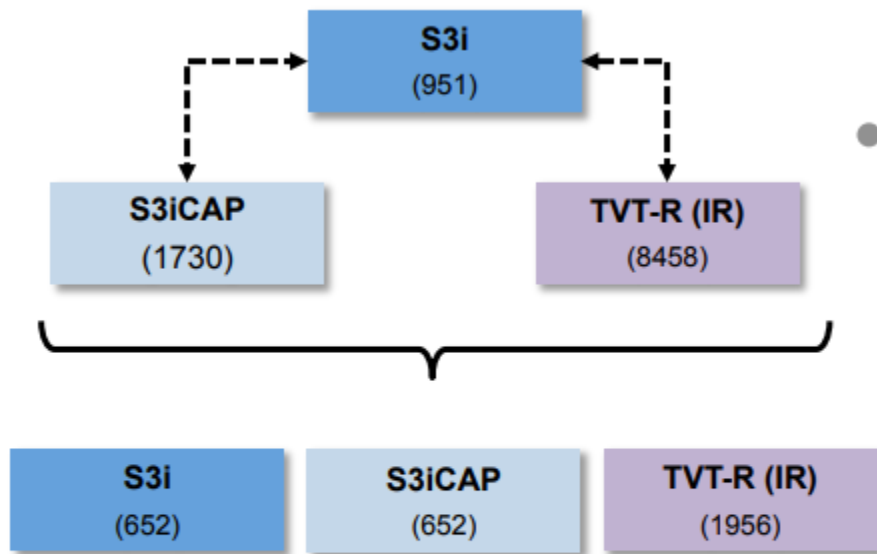 S3i
(951)
S3iCAP
(1730)
TVT-R (IR)
(8458)
S3i
(652)
S3iCAP
(652)
TVT-R (IR)
(1956)